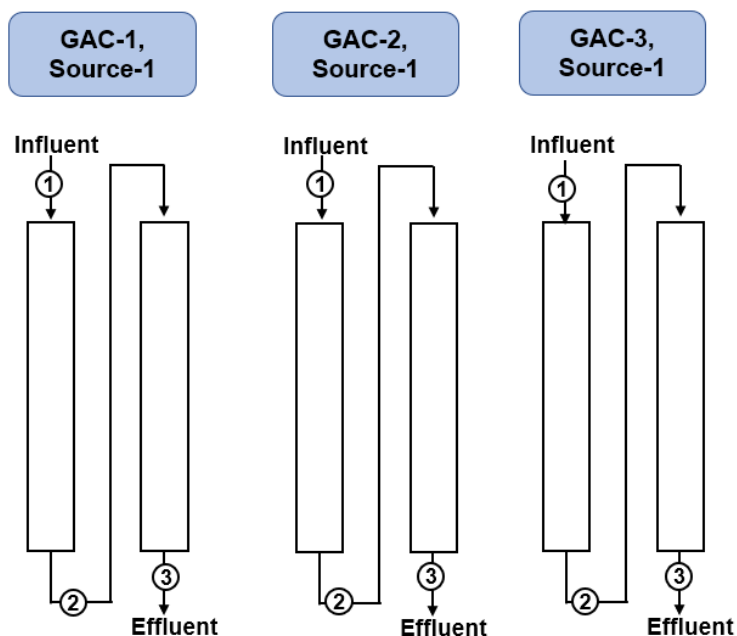 GAC-1,
Source-1
GAC-2,
Source-1
GAC-3,
Source-1
Influent
1
2
3
Effluent
Influent
1
2
3
Effluent
Influent
1
2
3
Effluent